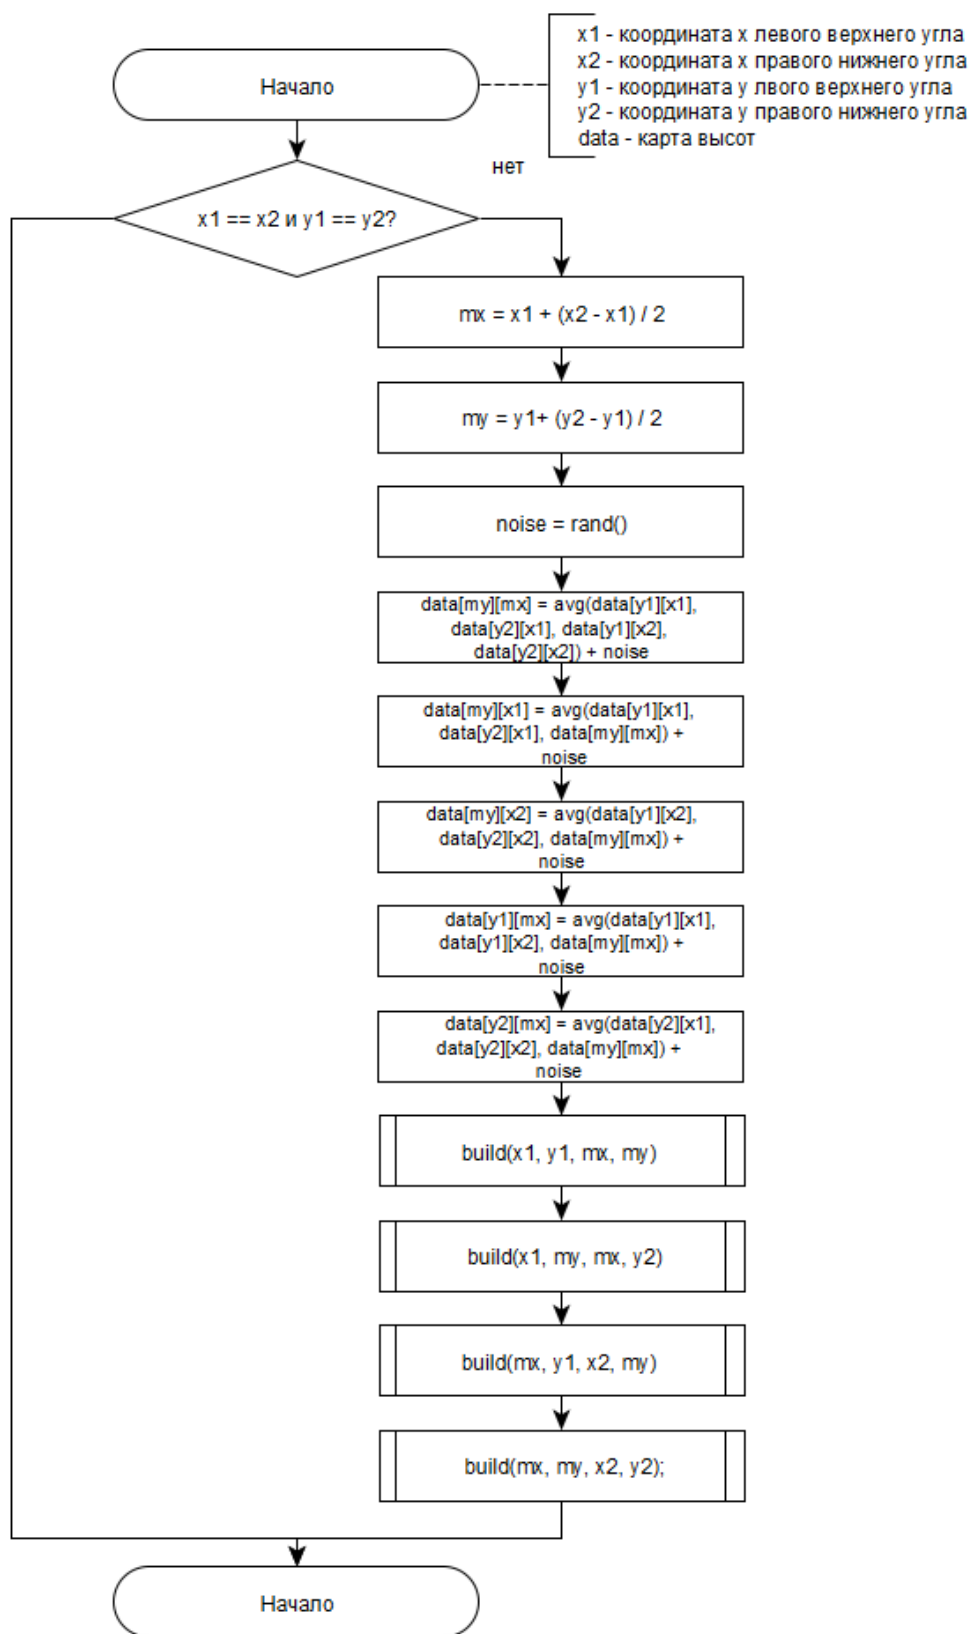 Начало
x1 - координата x левого верхнего угла
x2 - координата x правого нижнего угла
y1 - координата y лвого верхнего угла
y2 - координата y правого нижнего угла
data - карта высот
нет
x1 == x2 и y1 == y2?
mx = x1 + (x2 - x1) / 2
my = y1+ (y2 - y1) / 2
noise = rand()
data[my][mx] = avg(data[y1][x1],
data[y2][x1], data[y1][x2],
data[y2][x2]) + noise
data[my][x1] = avg(data[y1][x1],
data[y2][x1], data[my][mx]) +
noise
data[my][x2] = avg(data[y1][x2],
data[y2][x2], data[my][mx]) +
noise
data[y1][mx] = avg(data[y1][x1],
data[y1][x2], data[my][mx]) +
noise
data[y2][mx] = avg(data[y2][x1],
data[y2][x2], data[my][mx]) +
noise
build(x1, y1, mx, my)
build(x1, my, mx, y2)
build(mx, y1, x2, my)
build(mx, my, x2, y2);
Начало